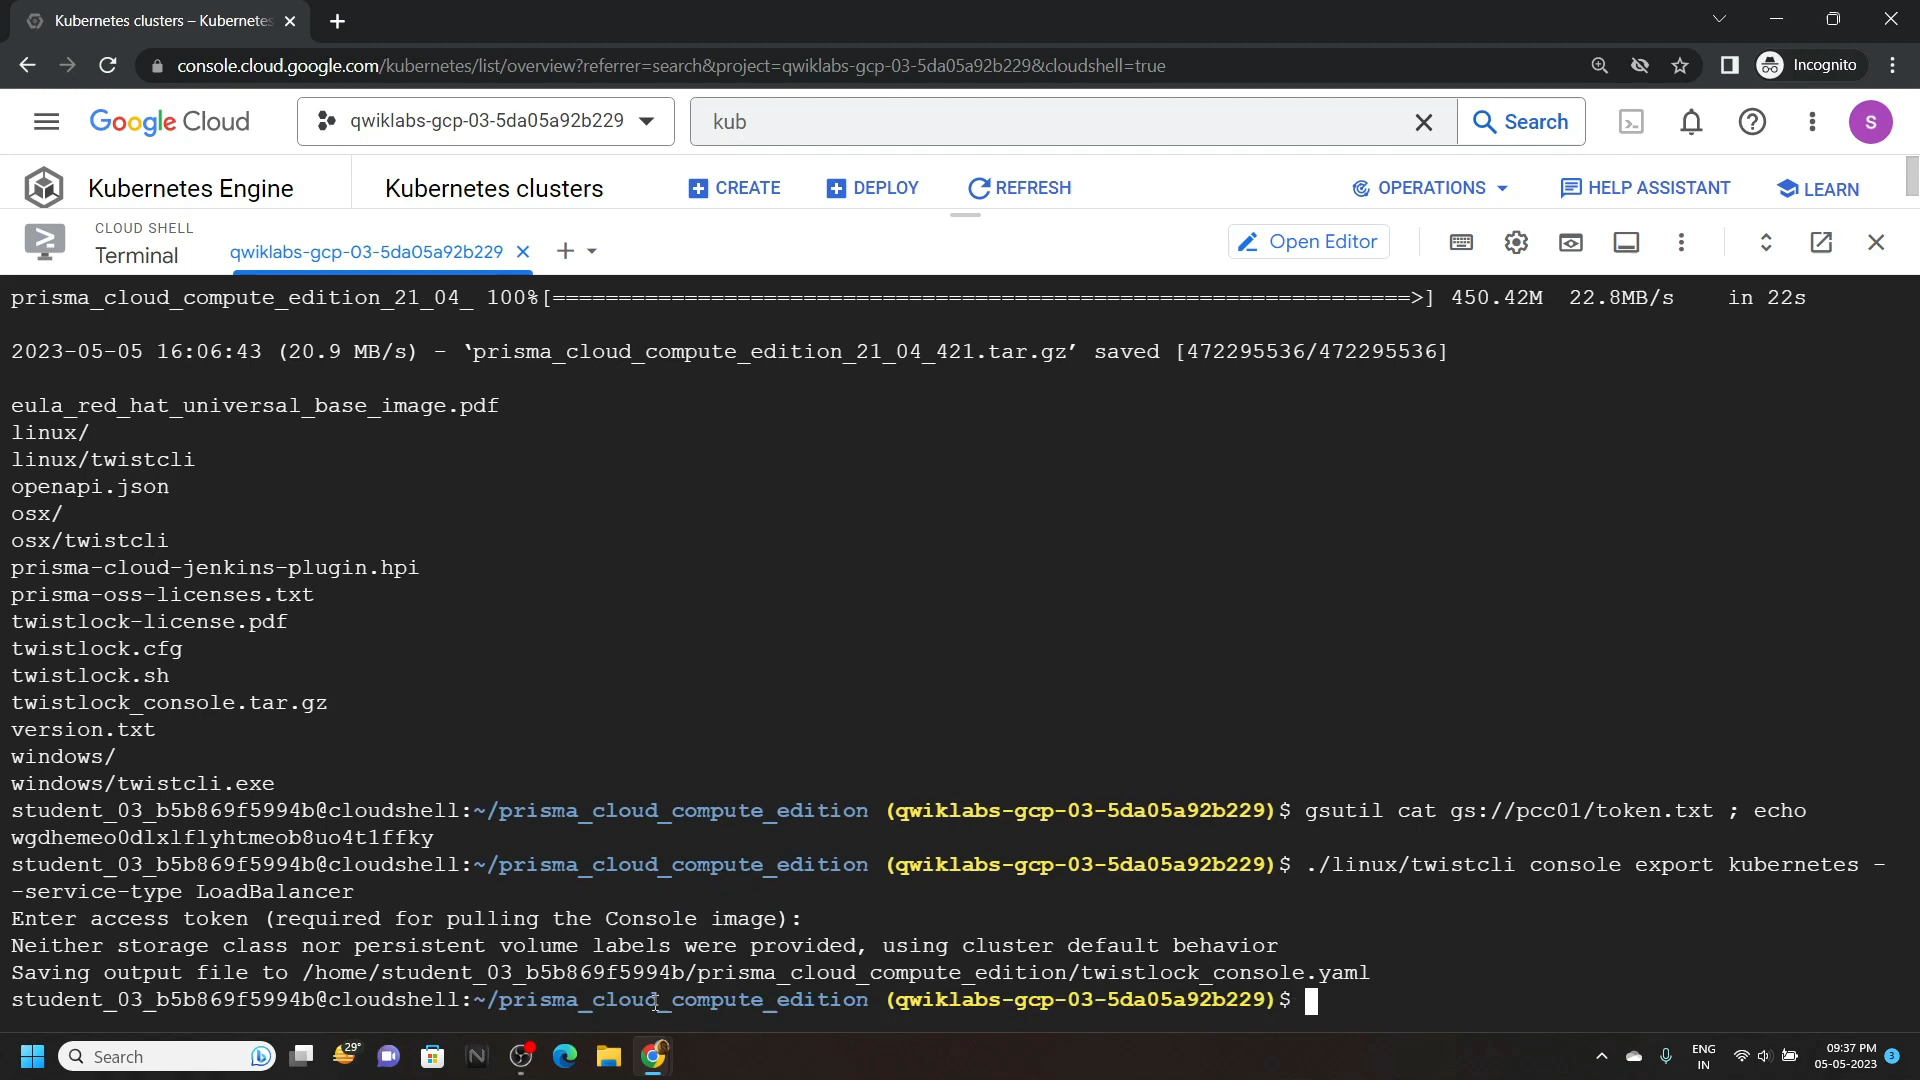 Kubernetes clusters – Kubernetes
console.cloud.google.com/kubernetes/list/overview?referrer=search&project=qwiklabs-gcp-03-5da05a92b229&cloudshell=true
Incognito
Google Cloud
qwiklabs-gcp-03-5da05a92b229
kub
Search
S
Kubernetes Engine
Kubernetes clusters
CREATE
DEPLOY
REFRESH
OPERATIONS
HELP ASSISTANT
LEARN
CLOUD SHELL
Terminal
qwiklabs-gcp-03-5da05a92b229
Open Editor
prisma_cloud_compute_edition_21_04_ 100%[=================================================================>] 450.42M 22.8MB/s in 22s
2023-05-05 16:06:43 (20.9 MB/s) - ‘prisma_cloud_compute_edition_21_04_421.tar.gz’ saved [472295536/472295536]
eula_red_hat_universal_base_image.pdf
linux/
linux/twistcli
openapi.json
osx/
osx/twistcli
prisma-cloud-jenkins-plugin.hpi
prisma-oss-licenses.txt
twistlock-license.pdf
twistlock.cfg
twistlock.sh
twistlock_console.tar.gz
version.txt
windows/
windows/twistcli.exe
student_03_b5b869f5994b@cloudshell:~/prisma_cloud_compute_edition (qwiklabs-gcp-03-5da05a92b229)$ gsutil cat gs://pcc01/token.txt ; echo
wgdhemeo0dlxlflyhtmeob8uo4t1ffky
student_03_b5b869f5994b@cloudshell:~/prisma_cloud_compute_edition (qwiklabs-gcp-03-5da05a92b229)$ ./linux/twistcli console export kubernetes -
-service-type LoadBalancer
Enter access token (required for pulling the Console image):
Neither storage class nor persistent volume labels were provided, using cluster default behavior
Saving output file to /home/student_03_b5b869f5994b/prisma_cloud_compute_edition/twistlock_console.yaml
student_03_b5b869f5994b@cloudshell:~/prisma_cloud_compute_edition (qwiklabs-gcp-03-5da05a92b229)$
Search
29°
ENG
IN
09:37 PM
05-05-2023
3